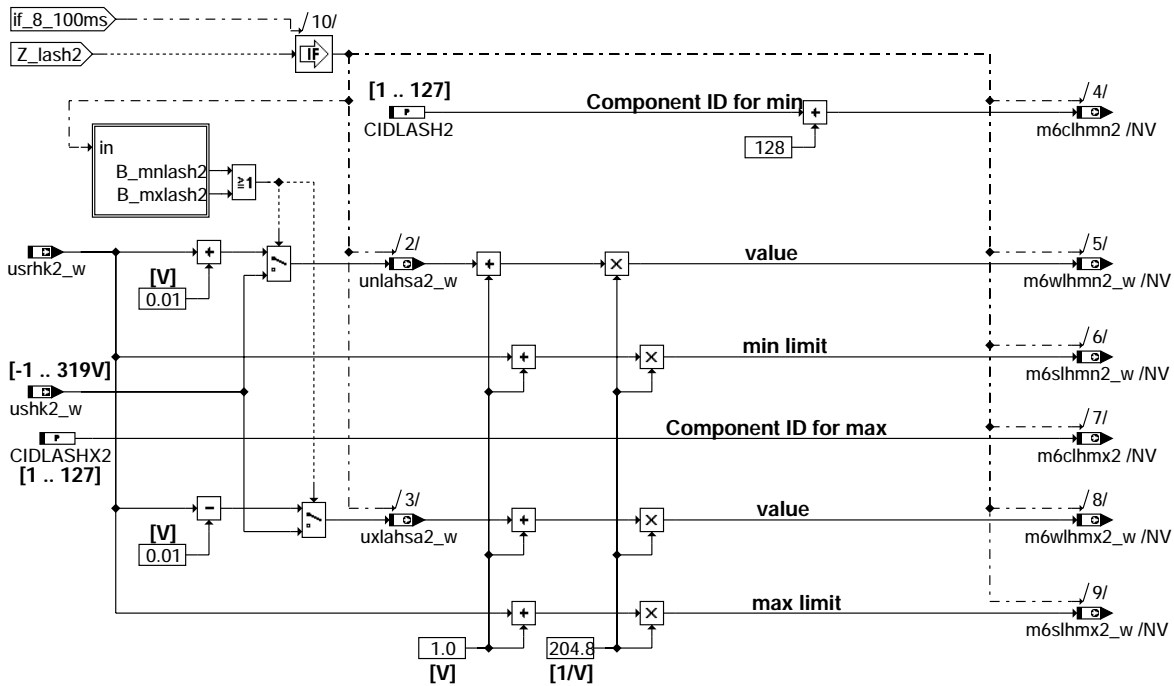 if_8_100ms
/10/
Z_lash2
IF
[1 .. 127]
P
CIDLASH2
Component ID for min
+
128
/4/
m6clhmn2 /NV
in
B_mnlash2
B_mxlash2
≥1
usrhk2_w
+
[V]
0.01
/2/
unlahsa2_w
+
×
value
/5/
m6wlhmn2_w /NV
+
×
min limit
/6/
m6slhmn2_w /NV
[-1 .. 319V]
ushk2_w
P
CIDLASHX2
[1 .. 127]
Component ID for max
/7/
m6clhmx2 /NV
−
[V]
0.01
/3/
uxlahsa2_w
+
×
value
/8/
m6wlhmx2_w /NV
+
×
max limit
/9/
m6slhmx2_w /NV
1.0
[V]
204.8
[1/V]